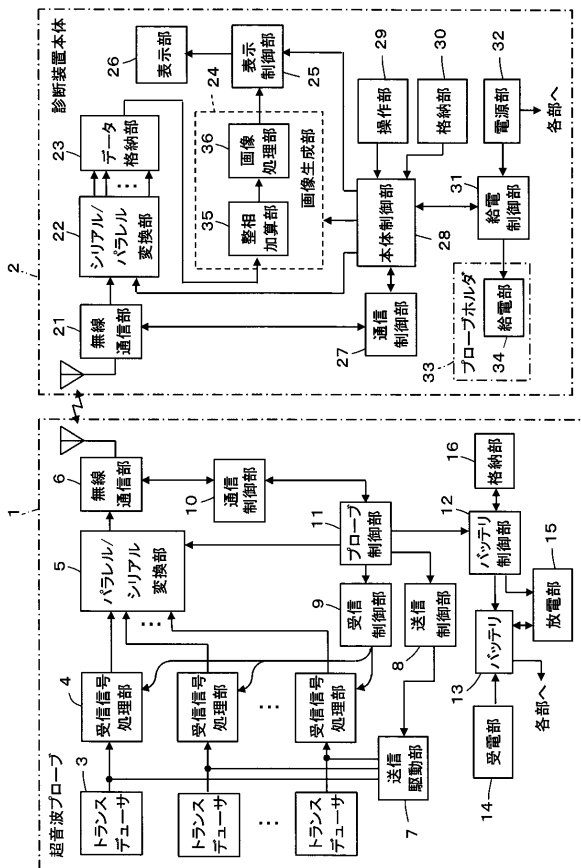 1
超音波プローブ
3
トランス
デューサ
トランス
デューサ
⋮
トランス
デューサ
4
受信信号
処理部
受信信号
処理部
⋮
受信信号
処理部
5
パラレル/
シリアル
変換部
⋮
6
無線
通信部
10
通信
制御部
11
プローブ
制御部
9
受信
制御部
8
送信
制御部
7
送信
駆動部
12
バッテリ
制御部
16
格納部
13
バッテリ
15
放電部
14
受電部
各部へ
2
診断装置本体
21
無線
通信部
22
シリアル/
パラレル
変換部
⋮
23
データ
格納部
24
画像生成部
35
整相
加算部
36
画像
処理部
25
表示
制御部
26
表示部
27
通信
制御部
28
本体制御部
29
操作部
30
格納部
31
給電
制御部
32
電源部
各部へ
33
プローブホルダ
34
給電部